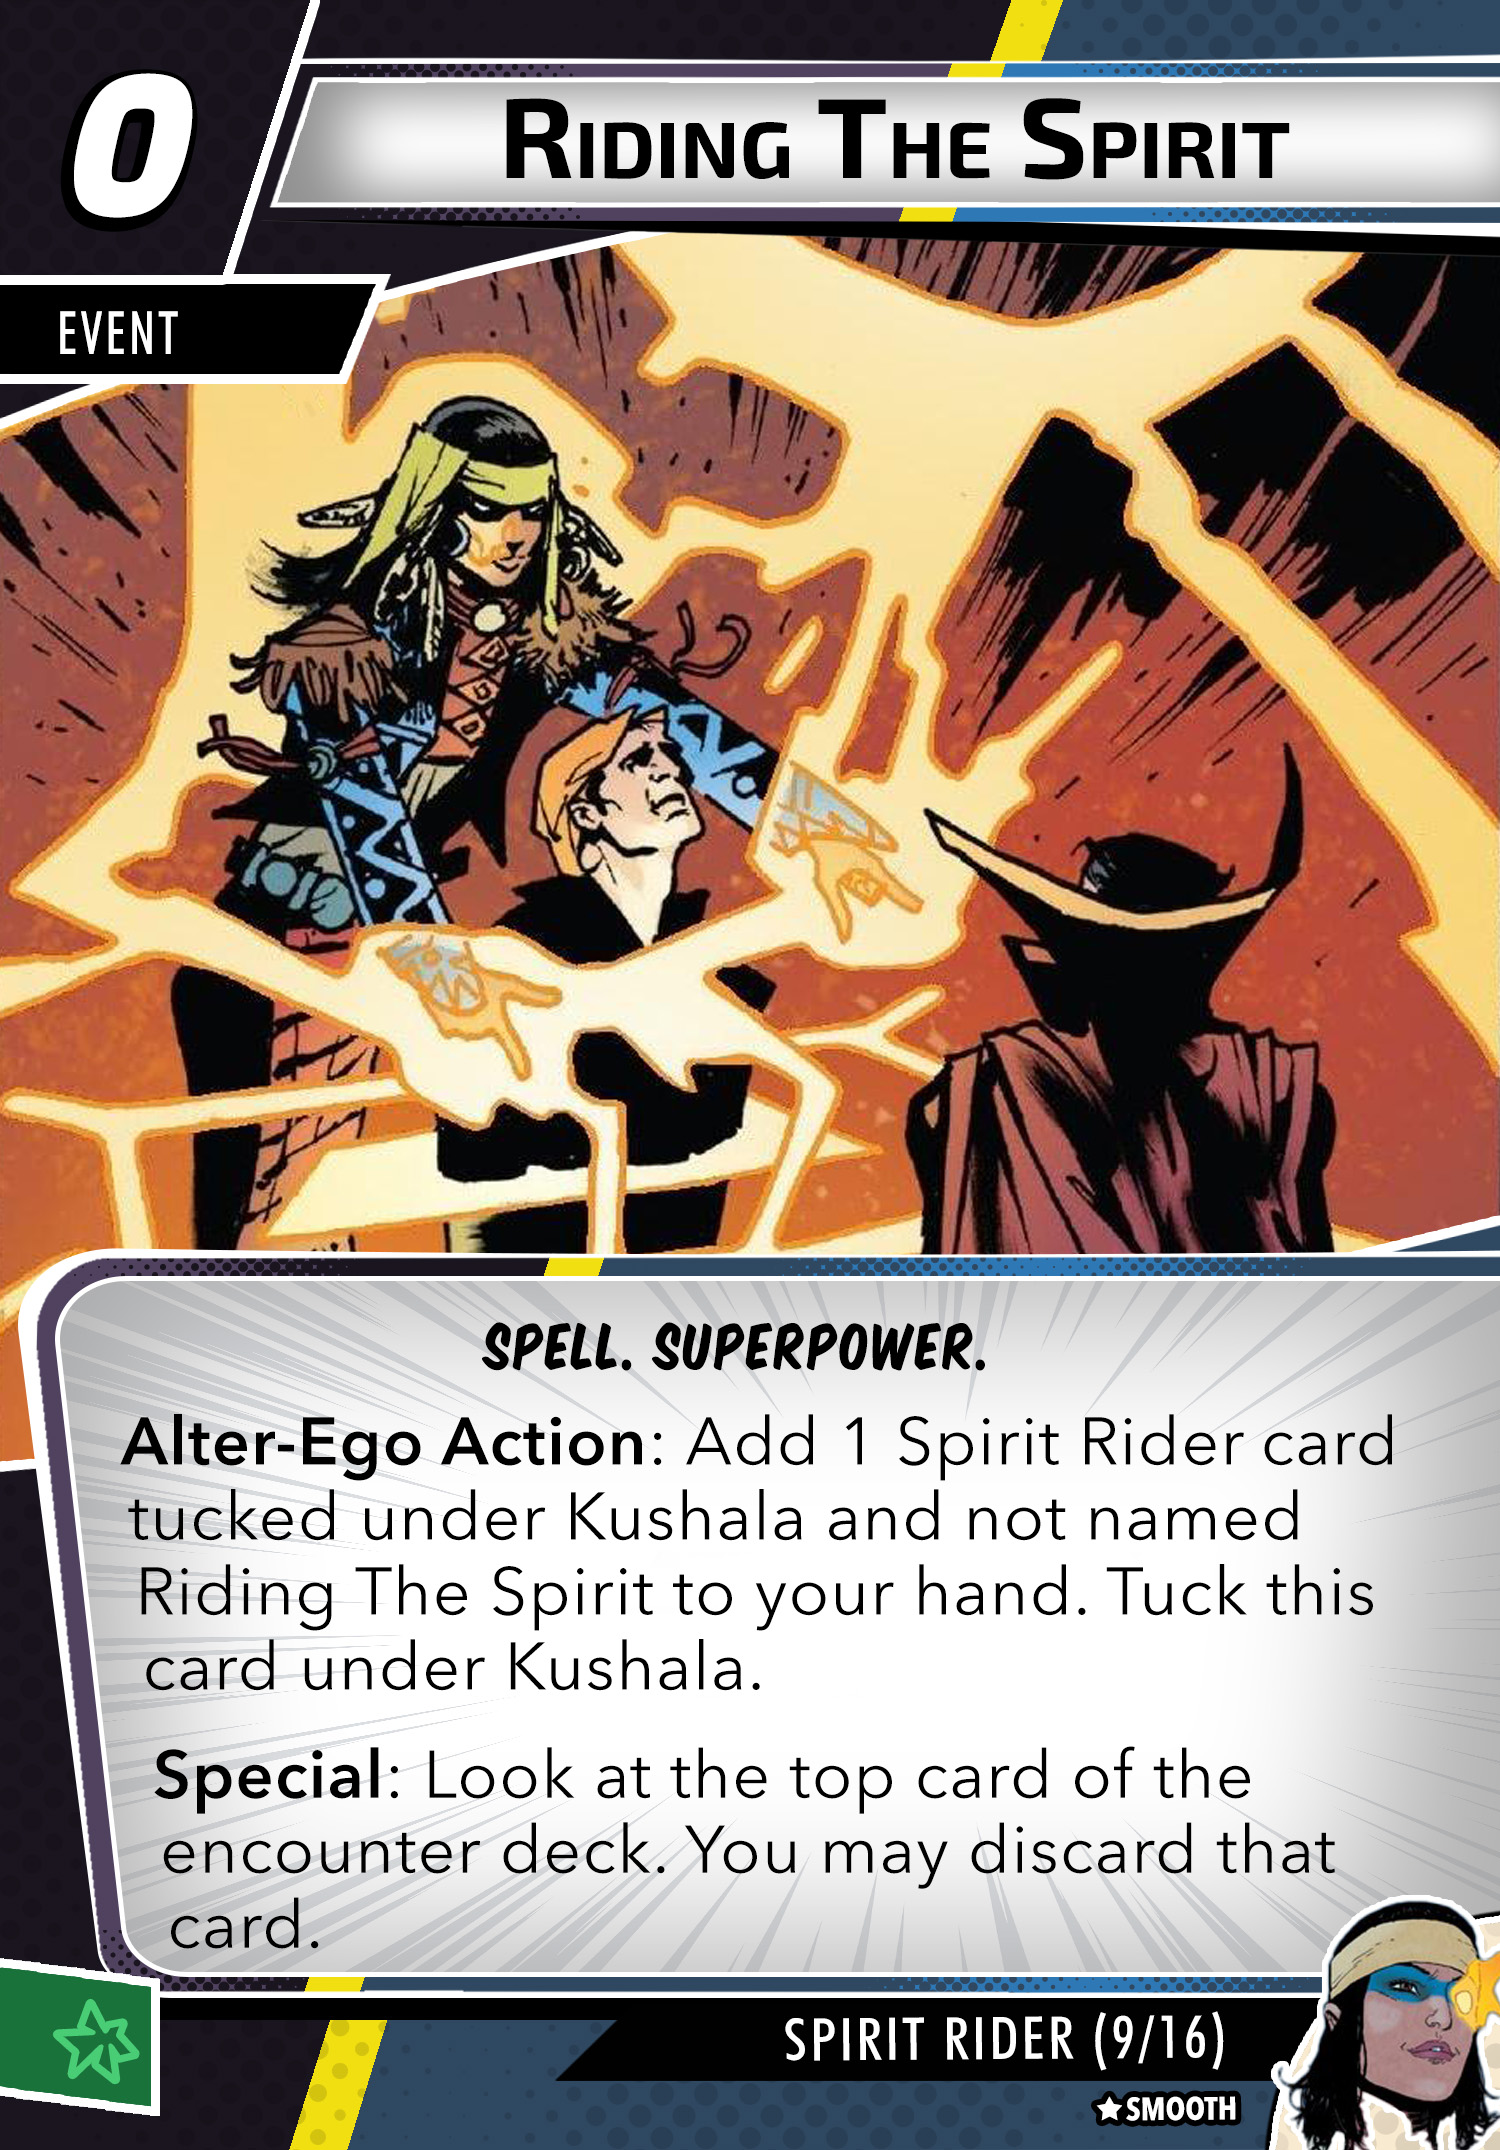 0
RIDING THE SPIRIT
EVENT
SPELL. SUPERPOWER.
Alter-Ego Action: Add 1 Spirit Rider card
tucked under Kushala and not named
Riding The Spirit to your hand. Tuck this
card under Kushala.
Special: Look at the top card of the
encounter deck. You may discard that
card.
SPIRIT RIDER (9/16)
★SMOOTH